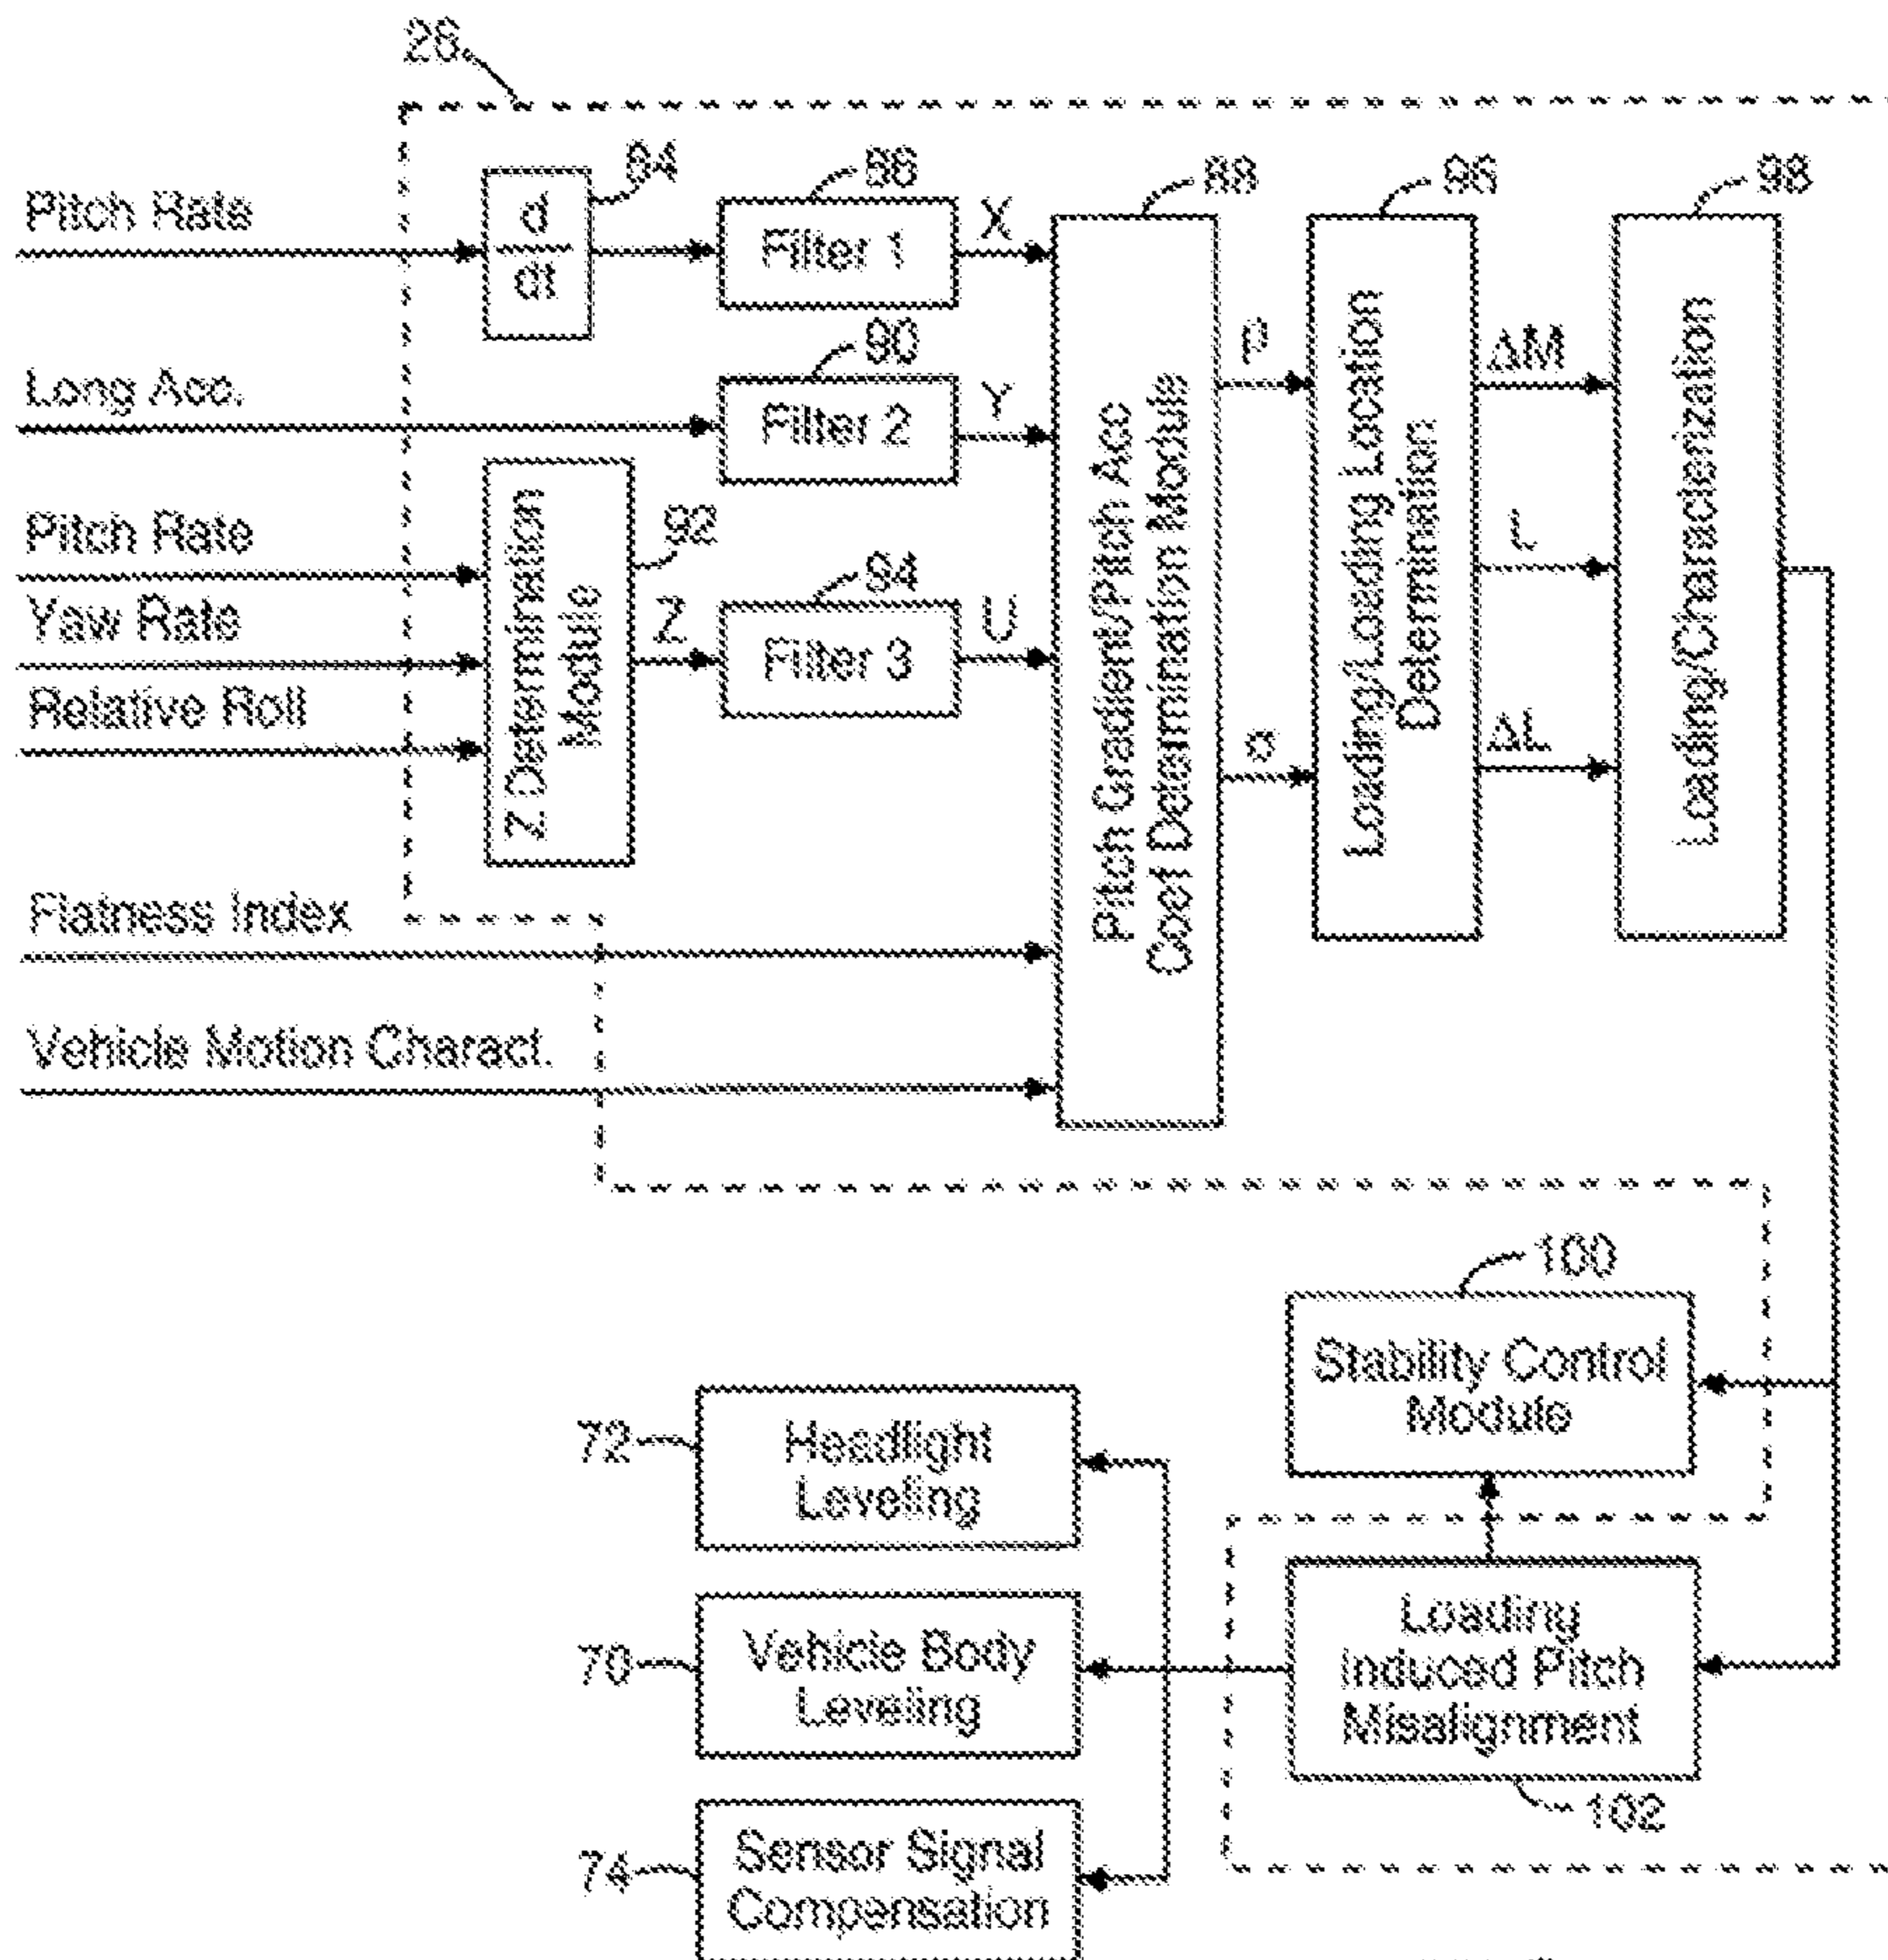 26
84
86
88
96
98
Pitch Rate
d
dt
Filter 1
X
90
Long Acc.
Filter 2
Y
ρ
ΔM
Pitch Rate
92
94
L
Yaw Rate
Z
Filter 3
U
Relative Roll
σ
ΔL
Z Determination
Module
Pitch Gradient/Pitch Acc
Coef Determination Module
Loading/Loading Location
Determination
Loading/Characterization
Flatness Index
Vehicle Motion Charact.
100
Stability Control
Module
72
Headlight
Leveling
70
Vehicle Body
Leveling
Loading
Induced Pitch
Misalignment
102
74
Sensor Signal
Compensation